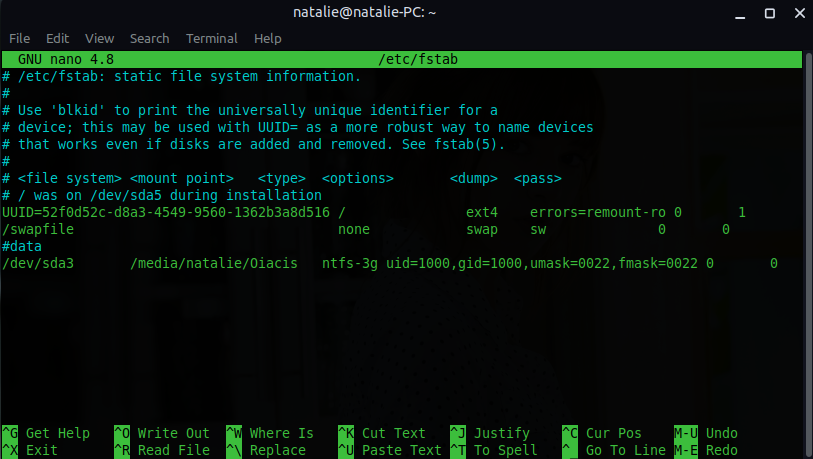 natalie@natalie-PC: ~
File Edit View Search Terminal Help
GNU nano 4.8 /etc/fstab
# /etc/fstab: static file system information.
#
# Use 'blkid' to print the universally unique identifier for a
# device; this may be used with UUID= as a more robust way to name devices
# that works even if disks are added and removed. See fstab(5).
#
# <file system> <mount point>   <type>  <options>       <dump>  <pass>
# / was on /dev/sda5 during installation
UUID=52f0d52c-d8a3-4549-9560-1362b3a8d516 /               ext4    errors=remount-ro 0       1
/swapfile                                 none            swap    sw              0       0
#data
/dev/sda3       /media/natalie/Oiacis   ntfs-3g uid=1000,gid=1000,umask=0022,fmask=0022 0       0
^G Get Help ^O Write Out ^W Where Is ^K Cut Text ^J Justify ^C Cur Pos M-U Undo
^X Exit ^R Read File ^\ Replace ^U Paste Text ^T To Spell ^_ Go To Line M-E Redo